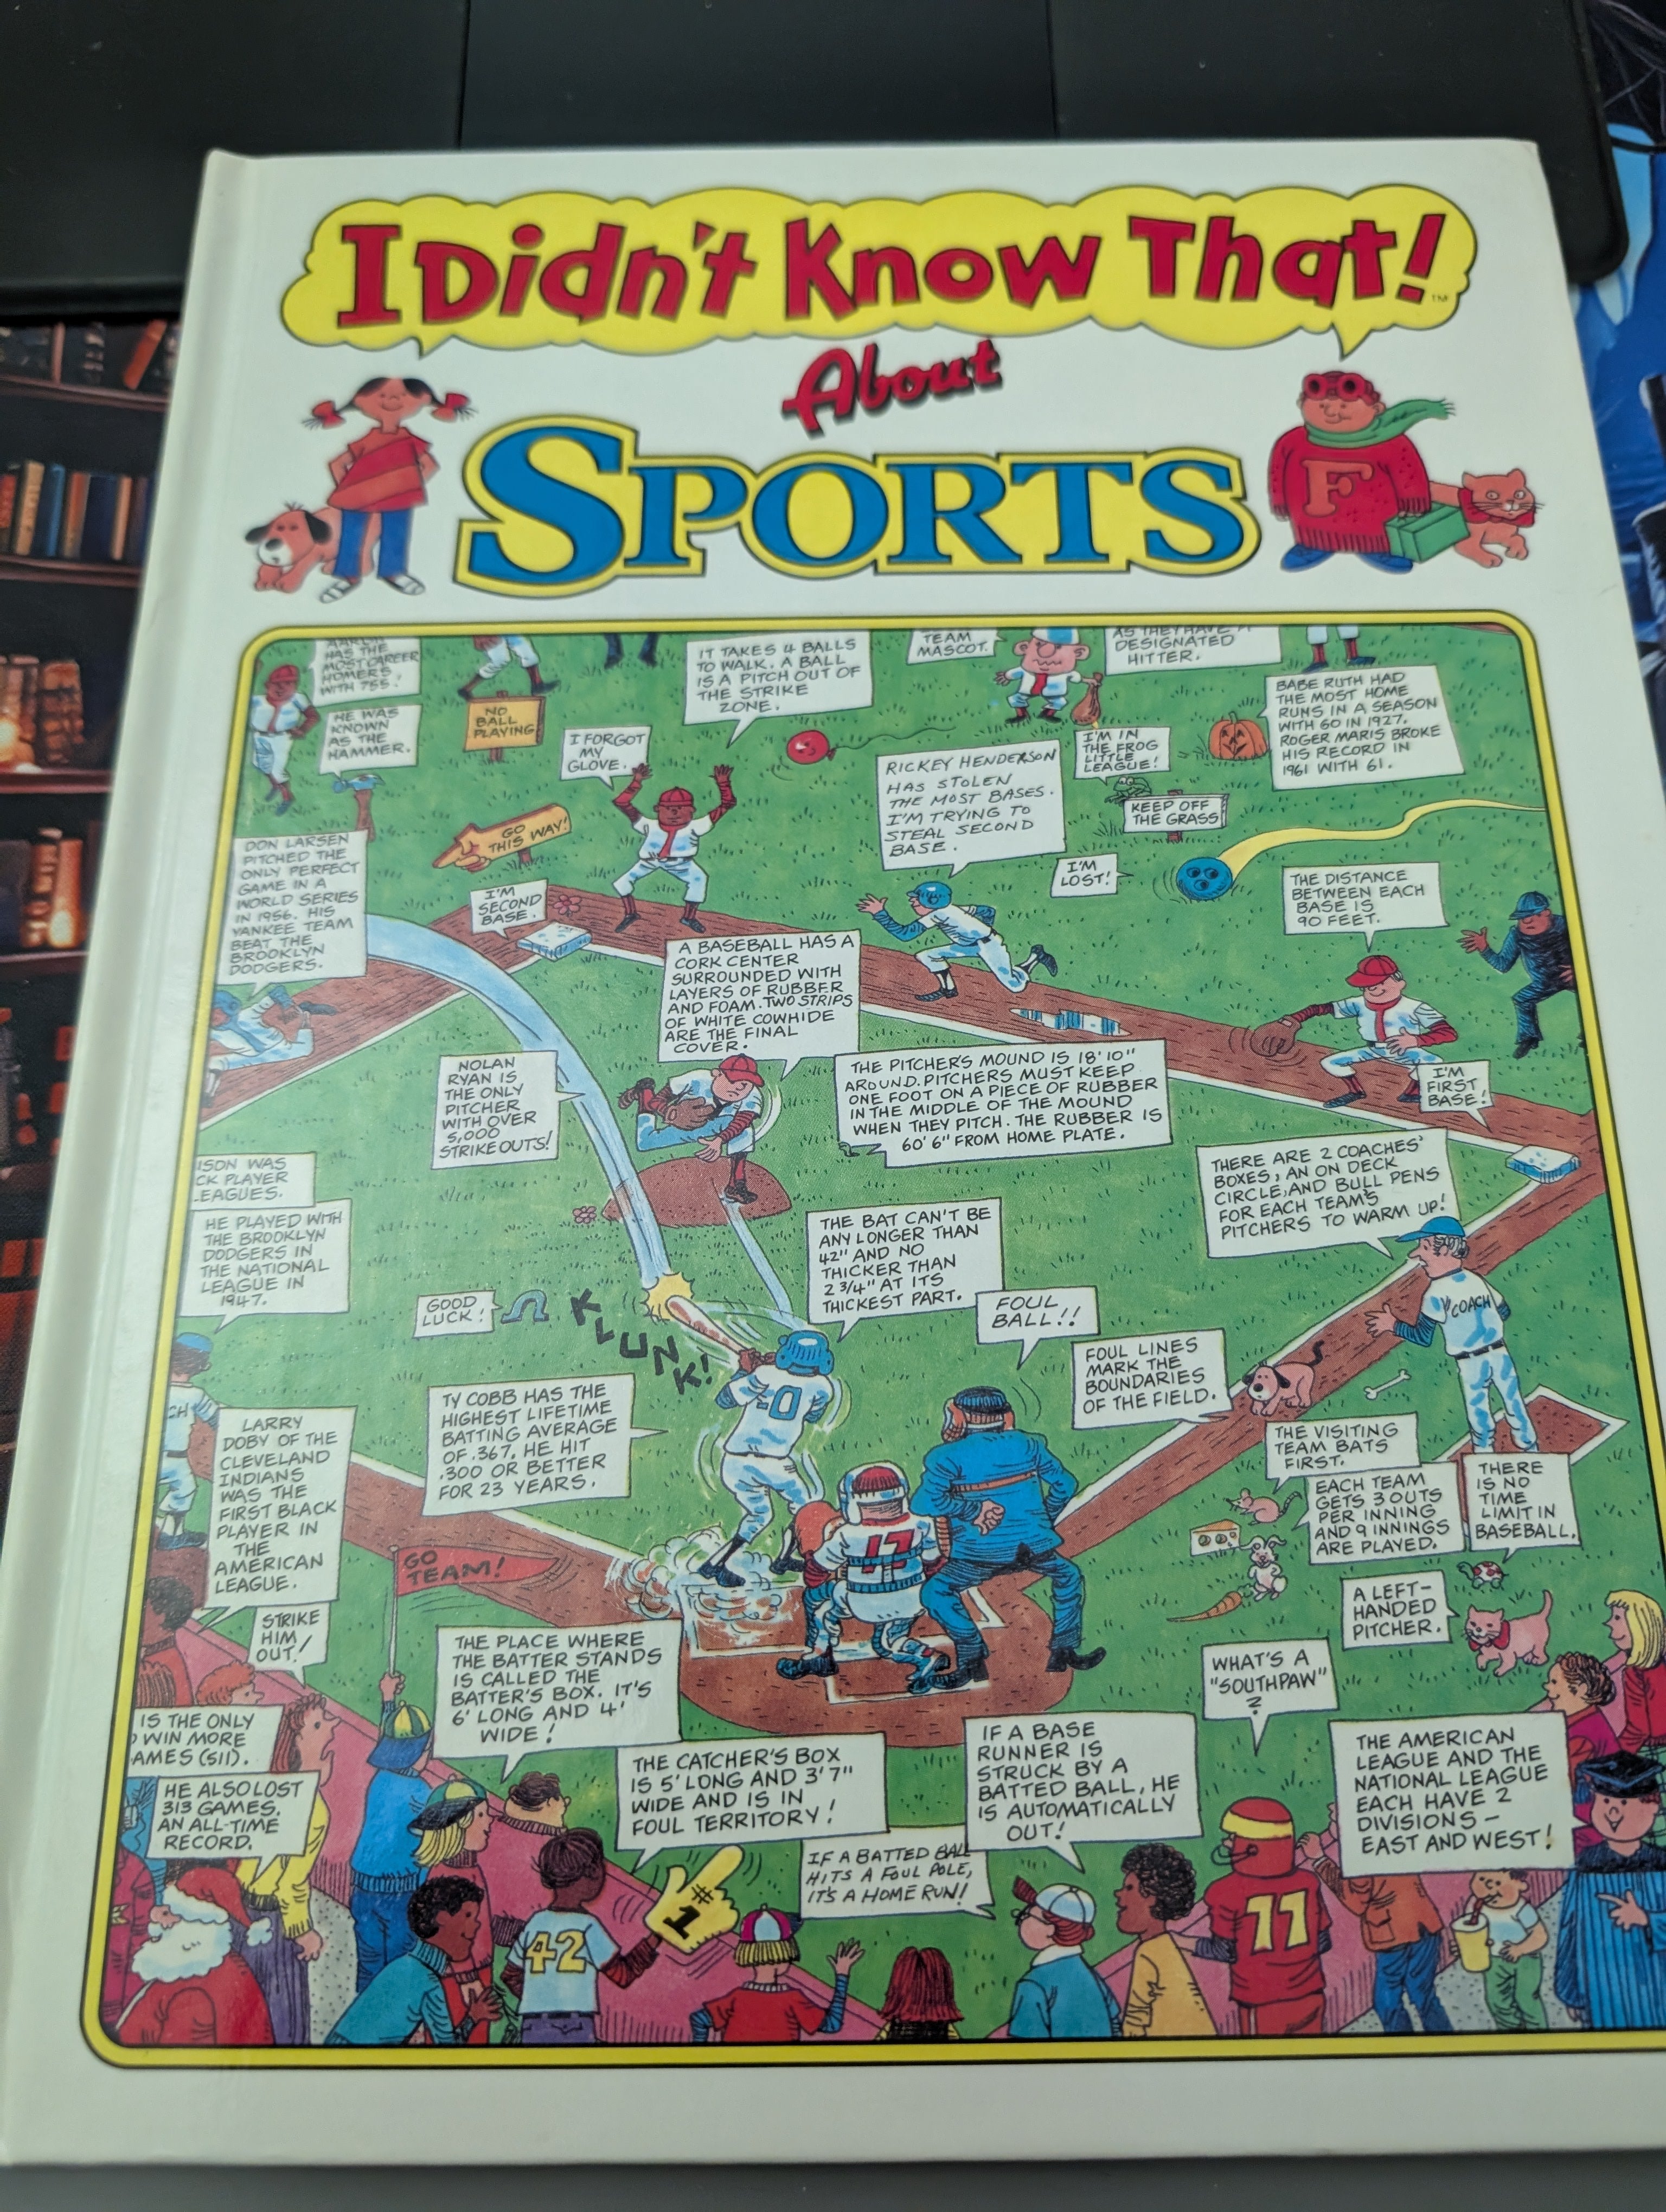 I Didn't Know That!
TM
About
SPORTS
F
HAS THE
MOST CAREER
HOMERS,
WITH 755.
HE WAS
KNOWN
AS THE
HAMMER.
NO
BALL
PLAYING
I FORGOT
MY
GLOVE.
IT TAKES 4 BALLS
TO WALK. A BALL
IS A PITCH OUT OF
THE STRIKE
ZONE.
TEAM
MASCOT.
AS THEY HAVE A
DESIGNATED
HITTER.
I'M IN
THE FROG
LITTLE
LEAGUE!
BABE RUTH HAD
THE MOST HOME
RUNS IN A SEASON
WITH 60 IN 1927.
ROGER MARIS BROKE
HIS RECORD IN
1961 WITH 61.
RICKEY HENDERSON
HAS STOLEN
THE MOST BASES.
I'M TRYING TO
STEAL SECOND
BASE.
KEEP OFF
THE GRASS
GO
THIS WAY!
I'M
LOST!
DON LARSEN
PITCHED THE
ONLY PERFECT
GAME IN A
WORLD SERIES
IN 1956. HIS
YANKEE TEAM
BEAT THE
BROOKLYN
DODGERS.
I'M
SECOND
BASE.
THE DISTANCE
BETWEEN EACH
BASE IS
90 FEET.
A BASEBALL HAS A
CORK CENTER
SURROUNDED WITH
LAYERS OF RUBBER
AND FOAM. TWO STRIPS
OF WHITE COWHIDE
ARE THE FINAL
COVER.
NOLAN
RYAN IS
THE ONLY
PITCHER
WITH OVER
5,000
STRIKE OUTS!
THE PITCHER'S MOUND IS 18' 10"
AROUND. PITCHERS MUST KEEP
ONE FOOT ON A PIECE OF RUBBER
IN THE MIDDLE OF THE MOUND
WHEN THEY PITCH. THE RUBBER IS
60' 6" FROM HOME PLATE.
I'M
FIRST
BASE!
THERE ARE 2 COACHES'
BOXES, AN ON DECK
CIRCLE, AND BULL PENS
FOR EACH TEAM'S
PITCHERS TO WARM UP!
ISON WAS
CK PLAYER
LEAGUES.
HE PLAYED WITH
THE BROOKLYN
DODGERS IN
THE NATIONAL
LEAGUE IN
1947.
THE BAT CAN'T BE
ANY LONGER THAN
42" AND NO
THICKER THAN
2 3/4" AT ITS
THICKEST PART.
GOOD
LUCK!
KLUNK!
FOUL
BALL!!
COACH
FOUL LINES
MARK THE
BOUNDARIES
OF THE FIELD.
0
TY COBB HAS THE
HIGHEST LIFETIME
BATTING AVERAGE
OF .367. HE HIT
.300 OR BETTER
FOR 23 YEARS.
CH
LARRY
DOBY OF THE
CLEVELAND
INDIANS
WAS THE
FIRST BLACK
PLAYER IN
THE
AMERICAN
LEAGUE.
THE VISITING
TEAM BATS
FIRST.
EACH TEAM
GETS 3 OUTS
PER INNING
AND 9 INNINGS
ARE PLAYED.
THERE
IS NO
TIME
LIMIT IN
BASEBALL.
17
GO
TEAM!
STRIKE
HIM
OUT!
A LEFT-
HANDED
PITCHER.
THE PLACE WHERE
THE BATTER STANDS
IS CALLED THE
BATTER'S BOX. IT'S
6' LONG AND 4'
WIDE!
WHAT'S A
"SOUTHPAW"
?
IS THE ONLY
WIN MORE
AMES (511).
HE ALSO LOST
313 GAMES,
AN ALL-TIME
RECORD.
THE CATCHER'S BOX
IS 5' LONG AND 3' 7"
WIDE AND IS IN
FOUL TERRITORY!
IF A BASE
RUNNER IS
STRUCK BY A
BATTED BALL, HE
IS AUTOMATICALLY
OUT!
THE AMERICAN
LEAGUE AND THE
NATIONAL LEAGUE
EACH HAVE 2
DIVISIONS –
EAST AND WEST!
IF A BATTED BALL
HITS A FOUL POLE,
IT'S A HOME RUN!
#1
42
11